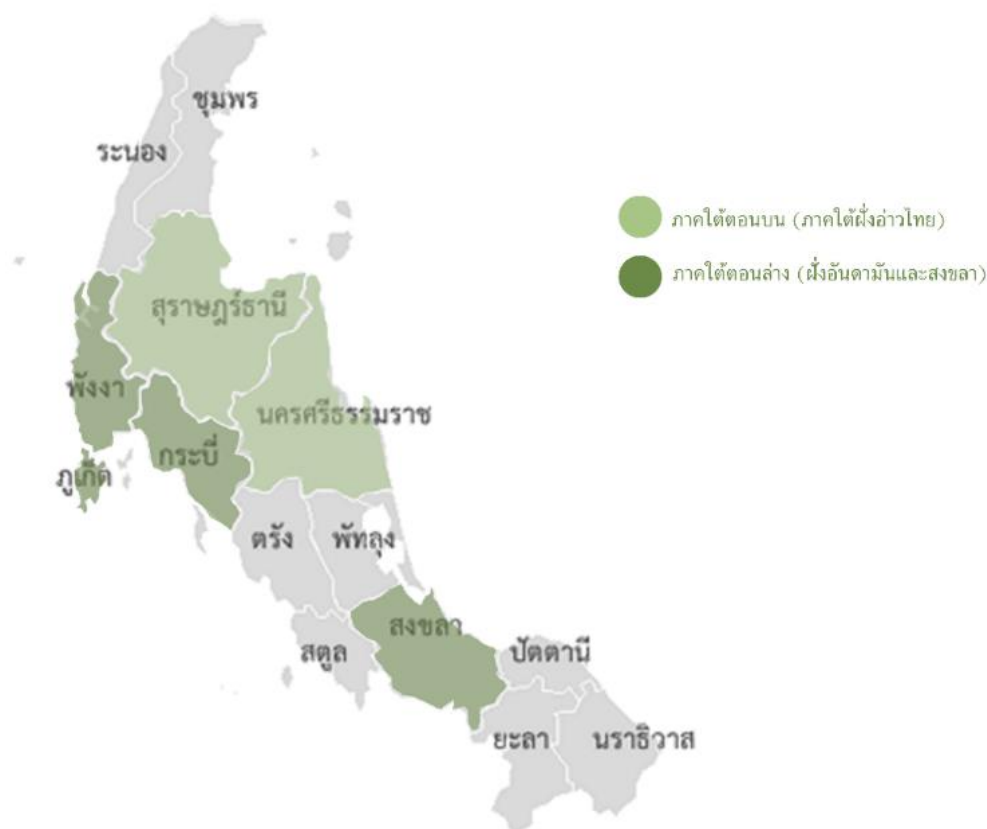 ชุมพร
ระนอง
ภาคใต้ตอนบน (ภาคใต้ฝั่งอ่าวไทย)
ภาคใต้ตอนล่าง (ฝั่งอันดามันและสงขลา)
สุราษฎร์ธานี
พังงา
นครศรีธรรมราช
กระบี่
ภูเก็ต
ตรัง
พัทลุง
สงขลา
สตูล
ปัตตานี
ยะลา
นราธิวาส